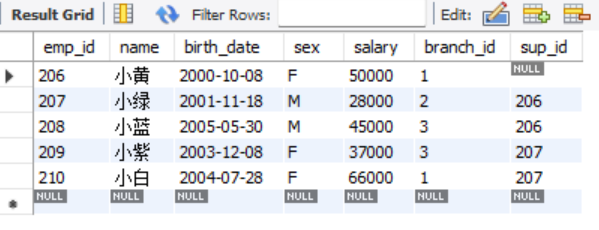 Result Grid Filter Rows: Edit:
emp_id name birth_date sex salary branch_id sup_id
206 小黄 2000-10-08 F 50000 1 NULL
207 小绿 2001-11-18 M 28000 2 206
208 小蓝 2005-05-30 M 45000 3 206
209 小紫 2003-12-08 F 37000 3 207
210 小白 2004-07-28 F 66000 1 207
NULL NULL NULL NULL NULL NULL NULL